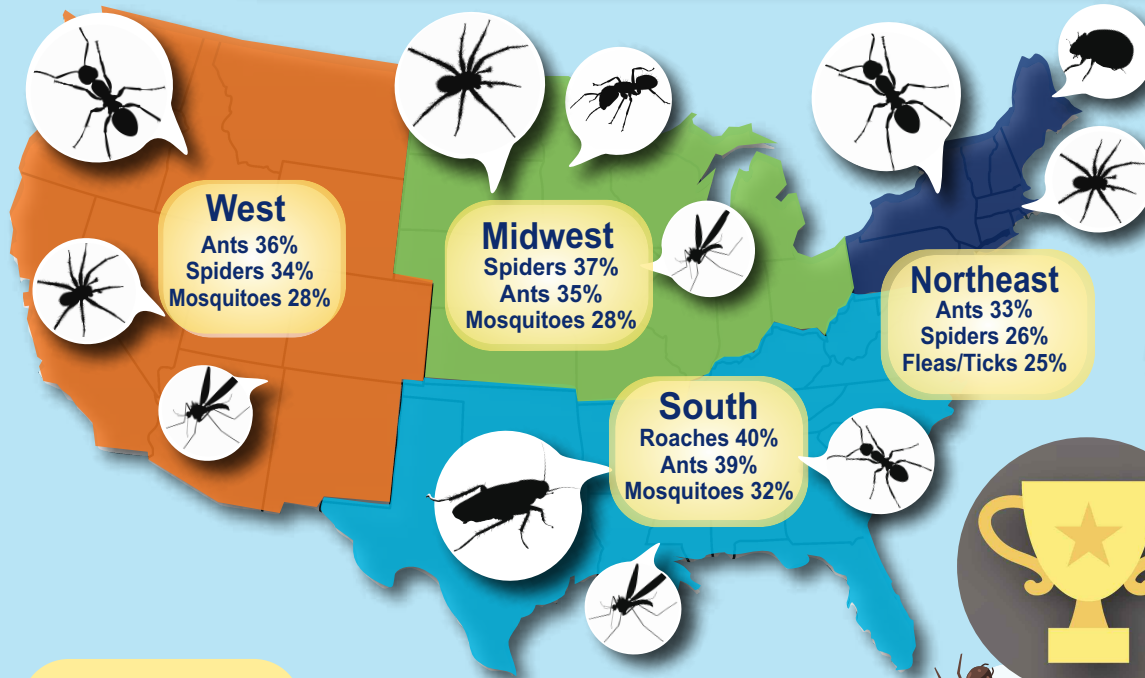 West
Ants 36%
Spiders 34%
Mosquitoes 28%
Midwest
Spiders 37%
Ants 35%
Mosquitoes 28%
Northeast
Ants 33%
Spiders 26%
Fleas/Ticks 25%
South
Roaches 40%
Ants 39%
Mosquitoes 32%